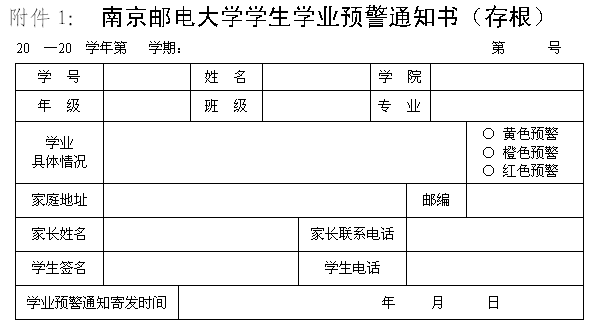 附件 1： 南京邮电大学学生学业预警通知书（存根）
20 —20 学年第 学期： 第 号
学 号 姓 名 学 院
年 级 班 级 专 业
学业
具体情况
○ 黄色预警
○ 橙色预警
○ 红色预警
家庭地址 邮编
家长姓名 家长联系电话
学生签名 学生电话
学业预警通知寄发时间 年 月 日